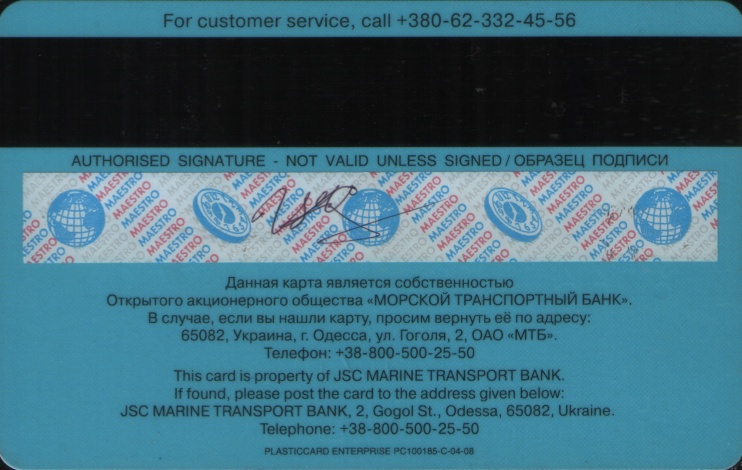 For customer service, call +380-62-332-45-56
AUTHORISED SIGNATURE - NOT VALID UNLESS SIGNED / ОБРАЗЕЦ ПОДПИСИ
MAESTRO
Данная карта является собственностью
Открытого акционерного общества «МОРСКОЙ ТРАНСПОРТНЫЙ БАНК».
В случае, если вы нашли карту, просим вернуть её по адресу:
65082, Украина, г. Одесса, ул. Гоголя, 2, ОАО «МТБ».
Телефон: +38-800-500-25-50
This card is property of JSC MARINE TRANSPORT BANK.
If found, please post the card to the address given below:
JSC MARINE TRANSPORT BANK, 2, Gogol St., Odessa, 65082, Ukraine.
Telephone: +38-800-500-25-50
PLASTICCARD ENTERPRISE PC100185-C-04-08